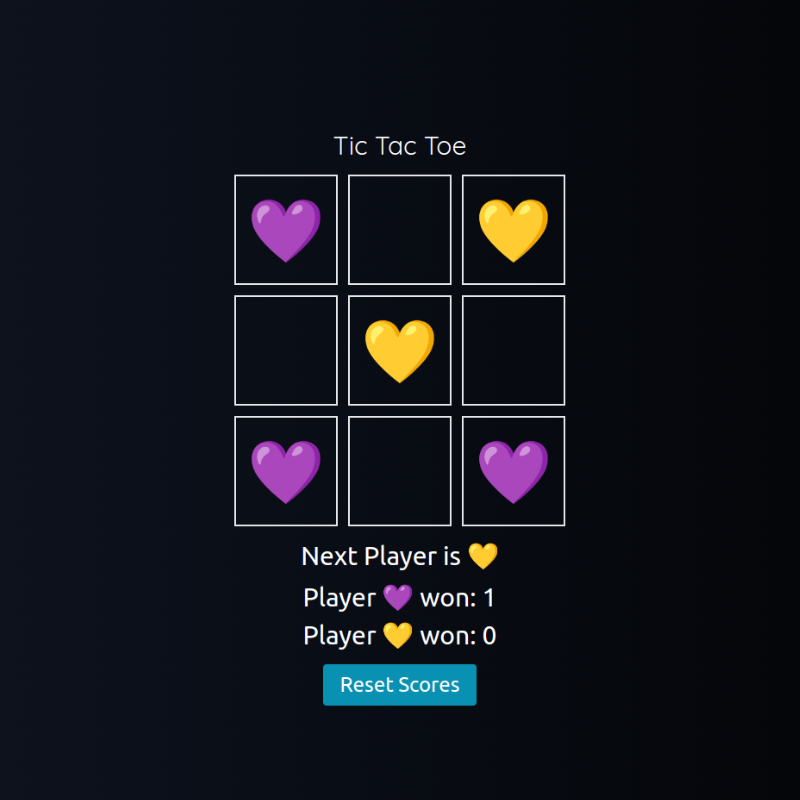 Tic Tac Toe
Next Player is 💛
Player 💜 won: 1
Player 💛 won: 0
Reset Scores